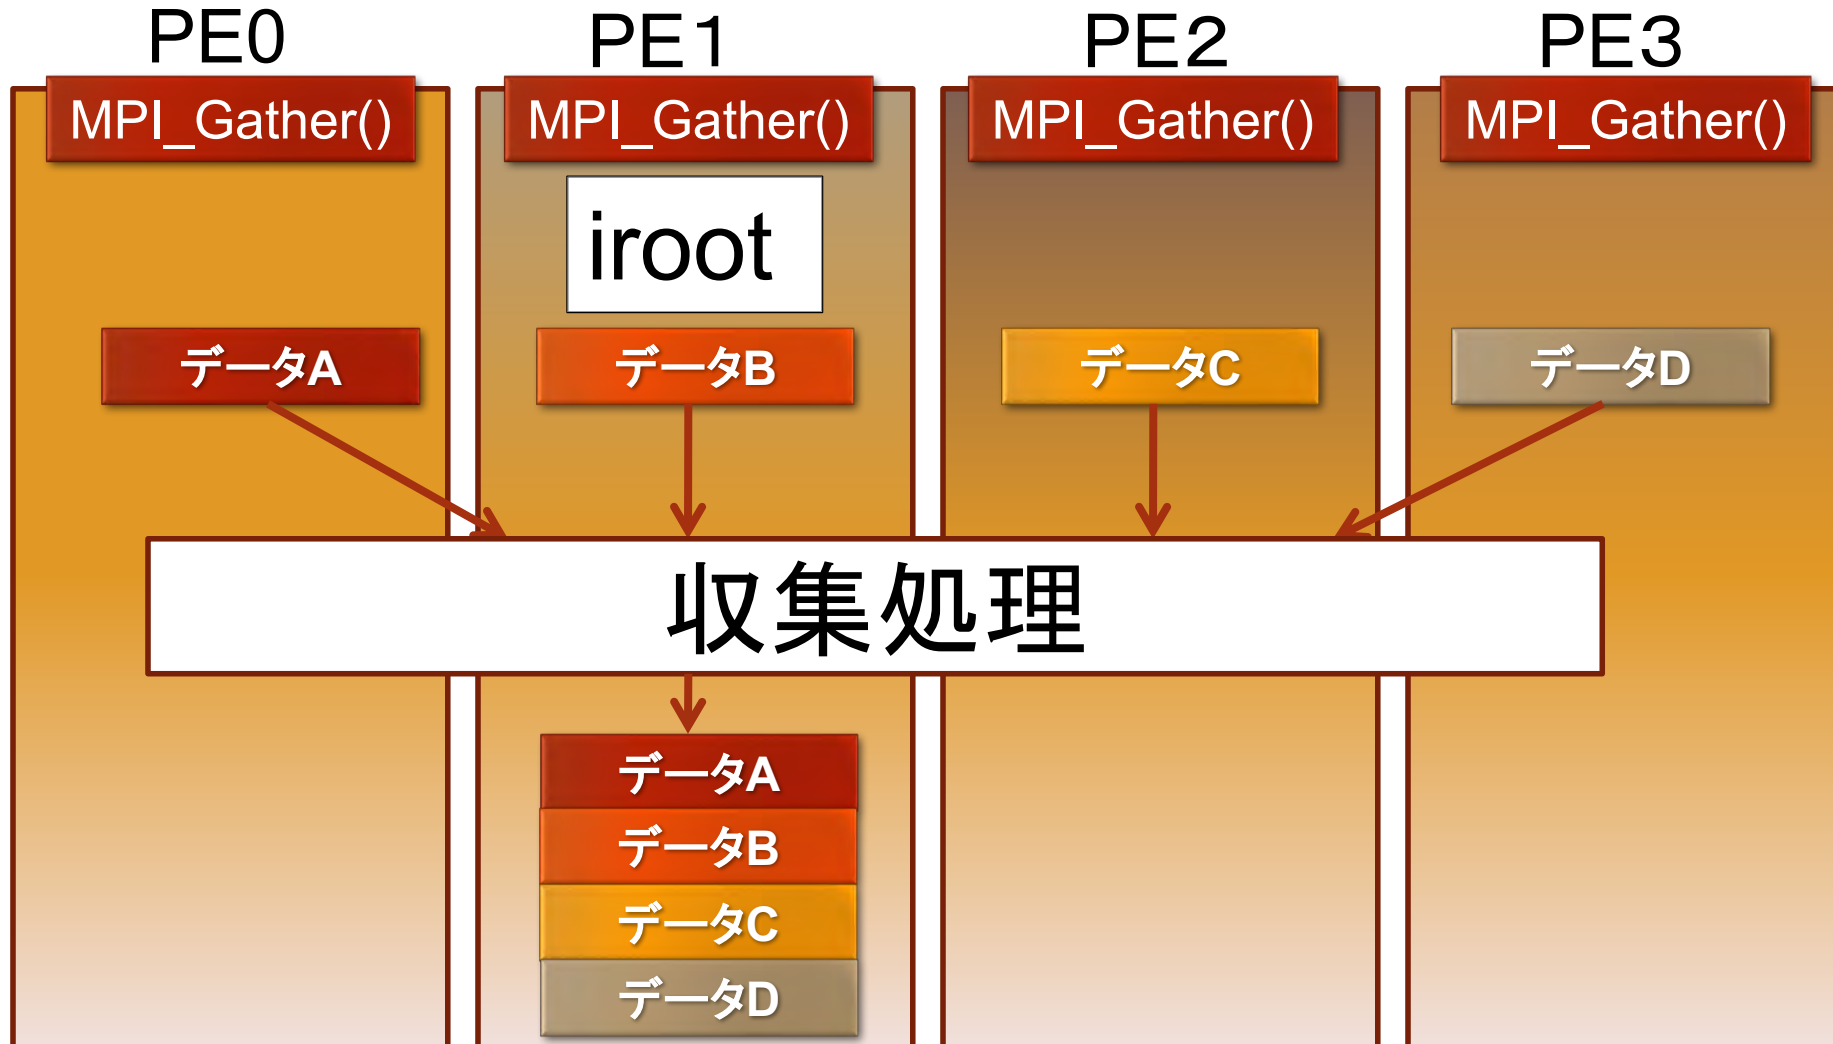 PE0
PE1
PE2
PE3
MPI_Gather()
MPI_Gather()
MPI_Gather()
MPI_Gather()
iroot
データA
データB
データC
データD
収集処理
データA
データB
データC
データD